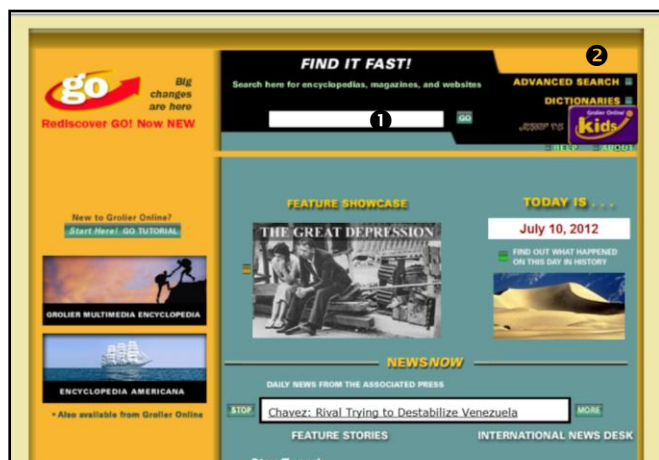 FIND IT FAST!
Search here for encyclopedias, magazines, and websites
❶
GO
❷
ADVANCED SEARCH
DICTIONARIES
Grolier Online
kids
HELP ABOUT
go
Big
changes
are here
Rediscover GO! Now NEW
New to Grolier Online?
Start Here! GO TUTORIAL
GROLIER MULTIMEDIA ENCYCLOPEDIA
ENCYCLOPEDIA AMERICANA
• Also available from Grolier Online
FEATURE SHOWCASE
THE GREAT DEPRESSION
TODAY IS . . .
July 10, 2012
FIND OUT WHAT HAPPENED
ON THIS DAY IN HISTORY
NEWSNOW
DAILY NEWS FROM THE ASSOCIATED PRESS
STOP
Chavez: Rival Trying to Destabilize Venezuela
MORE
FEATURE STORIES
INTERNATIONAL NEWS DESK